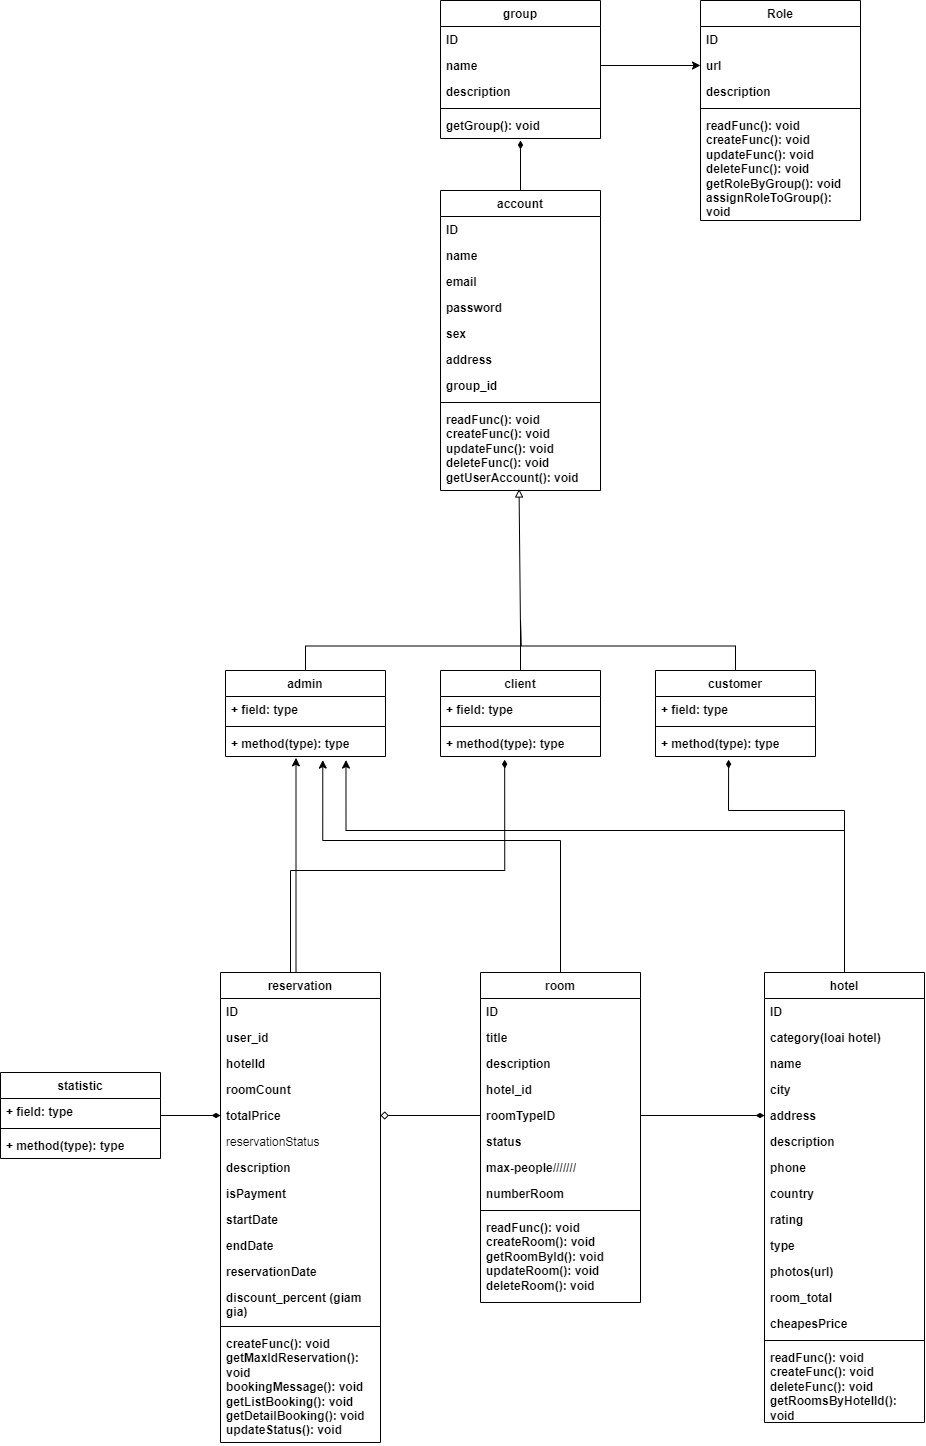 group
ID
name
description
getGroup(): void
Role
ID
url
description
readFunc(): void
createFunc(): void
updateFunc(): void
deleteFunc(): void
getRoleByGroup(): void
assignRoleToGroup():
void
account
ID
name
email
password
sex
address
group_id
readFunc(): void
createFunc(): void
updateFunc(): void
deleteFunc(): void
getUserAccount(): void
admin
+ field: type
+ method(type): type
client
+ field: type
+ method(type): type
customer
+ field: type
+ method(type): type
statistic
+ field: type
+ method(type): type
reservation
ID
user_id
hotelId
roomCount
totalPrice
reservationStatus
description
isPayment
startDate
endDate
reservationDate
discount_percent (giam
gia)
createFunc(): void
getMaxIdReservation():
void
bookingMessage(): void
getListBooking(): void
getDetailBooking(): void
updateStatus(): void
room
ID
title
description
hotel_id
roomTypeID
status
max-people///////
numberRoom
readFunc(): void
createRoom(): void
getRoomById(): void
updateRoom(): void
deleteRoom(): void
hotel
ID
category(loai hotel)
name
city
address
description
phone
country
rating
type
photos(url)
room_total
cheapesPrice
readFunc(): void
createFunc(): void
deleteFunc(): void
getRoomsByHotelId():
void